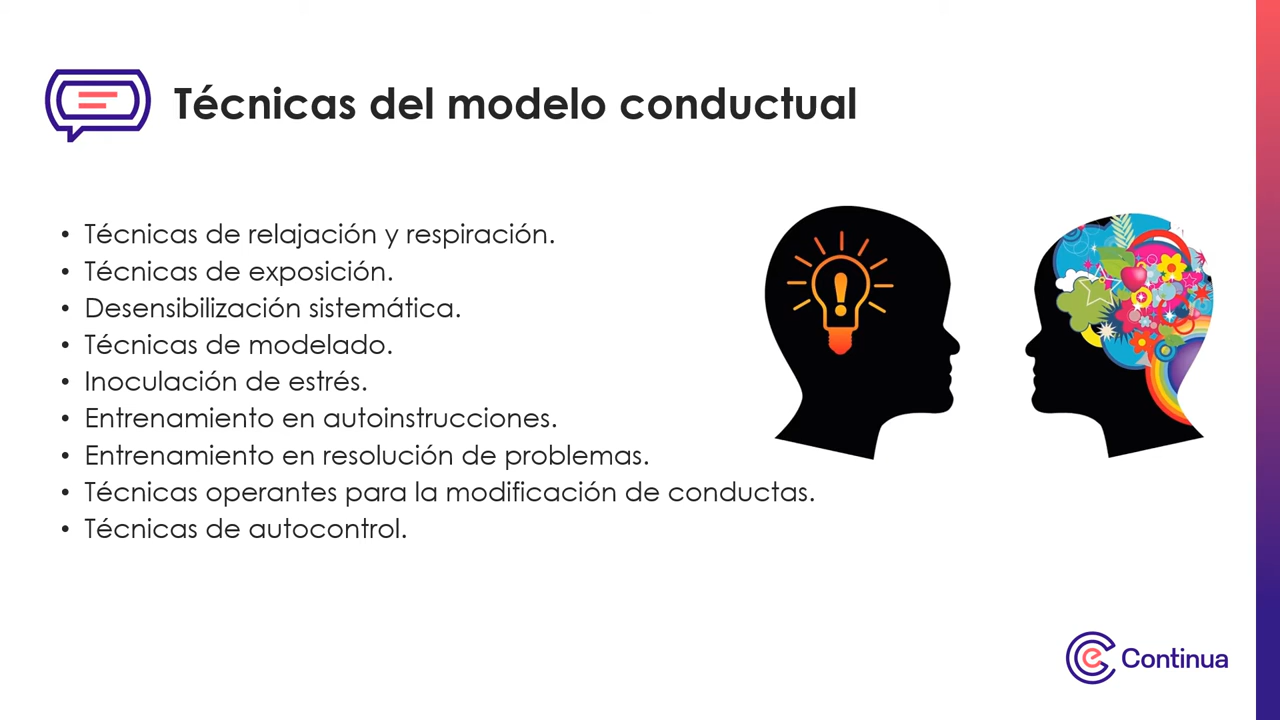 Técnicas del modelo conductual
• Técnicas de relajación y respiración.
• Técnicas de exposición.
• Desensibilización sistemática.
• Técnicas de modelado.
• Inoculación de estrés.
• Entrenamiento en autoinstrucciones.
• Entrenamiento en resolución de problemas.
• Técnicas operantes para la modificación de conductas.
• Técnicas de autocontrol.
e Continua